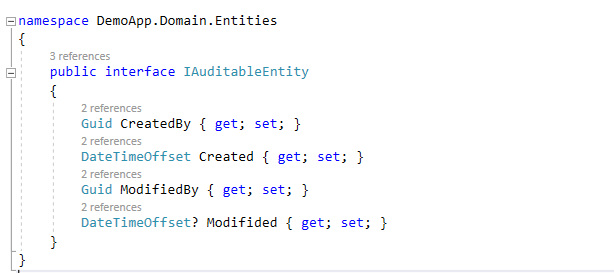 namespace DemoApp.Domain.Entities
{
3 references
public interface IAuditableEntity
{
2 references
Guid CreatedBy { get; set; }
2 references
DateTimeOffset Created { get; set; }
2 references
Guid ModifiedBy { get; set; }
2 references
DateTimeOffset? Modifided { get; set; }
}
}